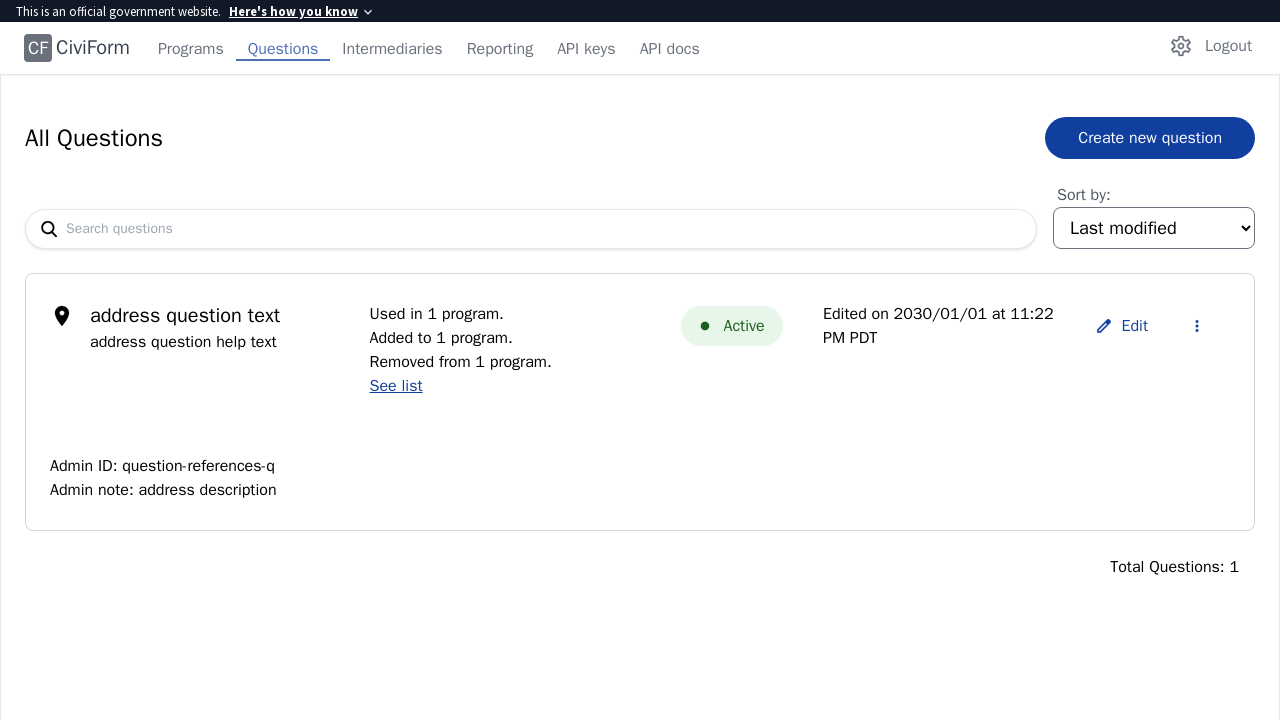 This is an official government website. Here's how you know
CF CiviForm Programs Questions Intermediaries Reporting API keys API docs Logout
All Questions
Create new question
Sort by:
Search questions
Last modified
address question text
address question help text
Used in 1 program.
Added to 1 program.
Removed from 1 program.
See list
Active
Edited on 2030/01/01 at 11:22
PM PDT
Edit
Admin ID: question-references-q
Admin note: address description
Total Questions: 1